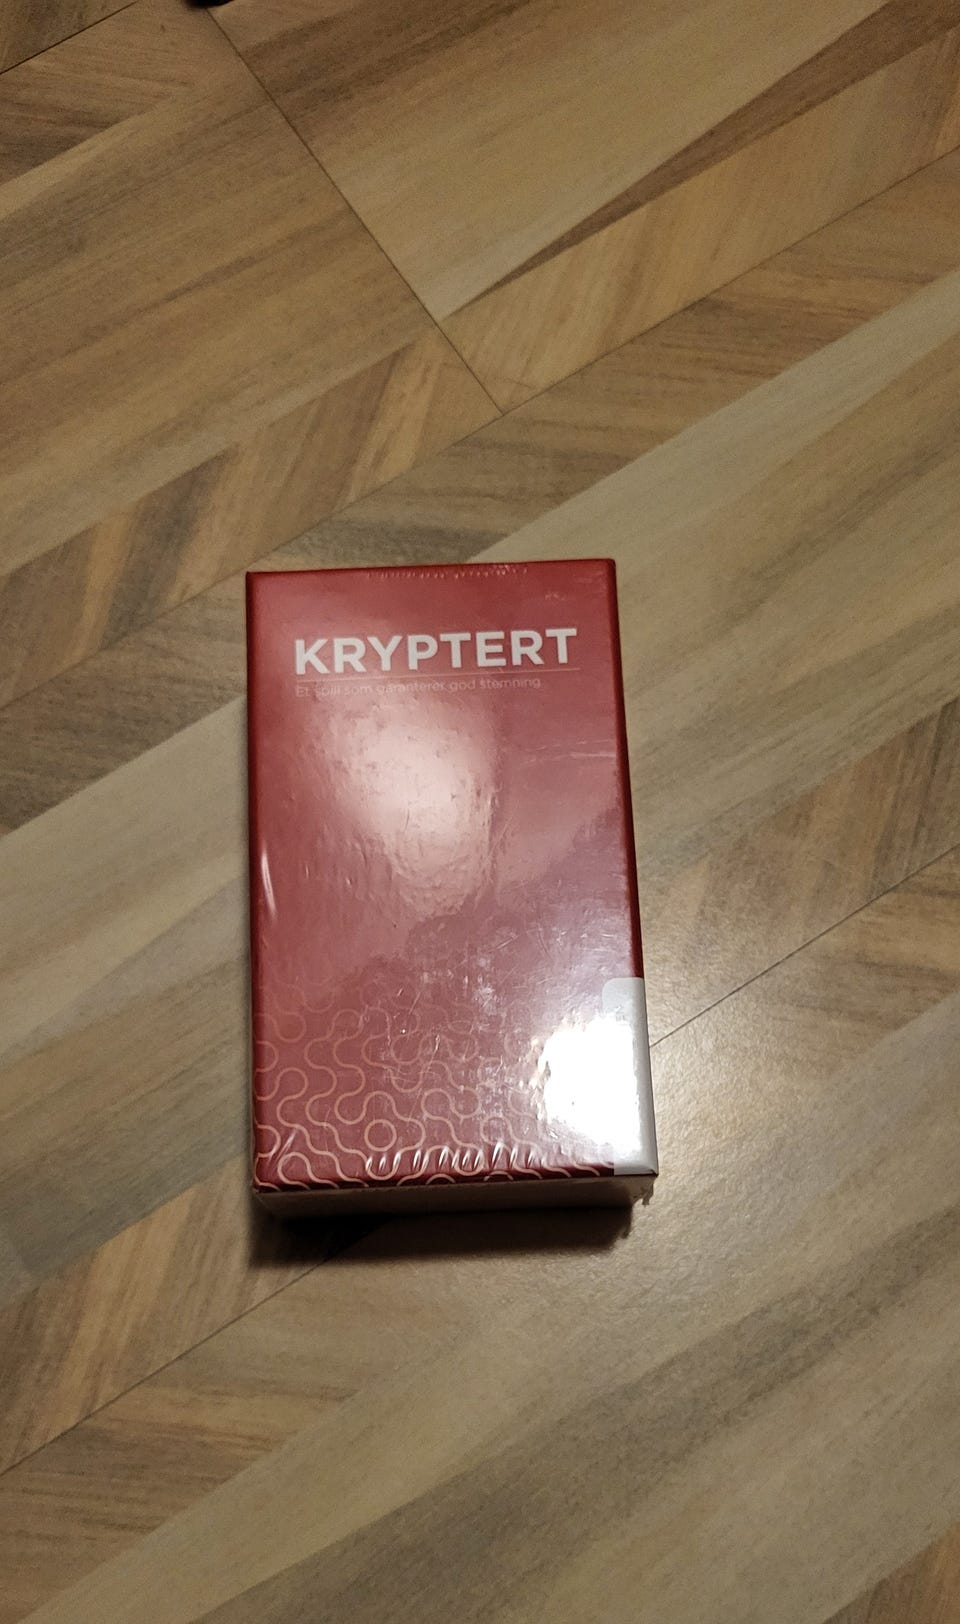 KRYPTERT
Et spill som garanterer god stemning.